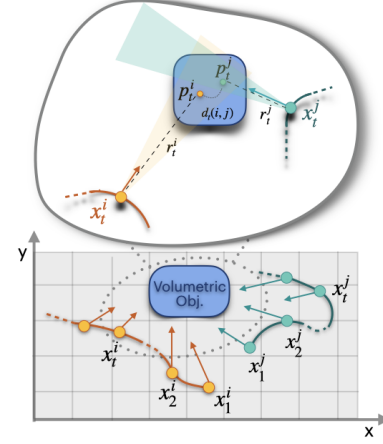 p_t^j
p_t^i
d_t(i, j)
r_t^j
x_t^j
r_t^i
x_t^i
y
Volumetric
Obj.
x_t^j
x_t^i
x_2^j
x_1^j
x_2^i
x_1^i
x